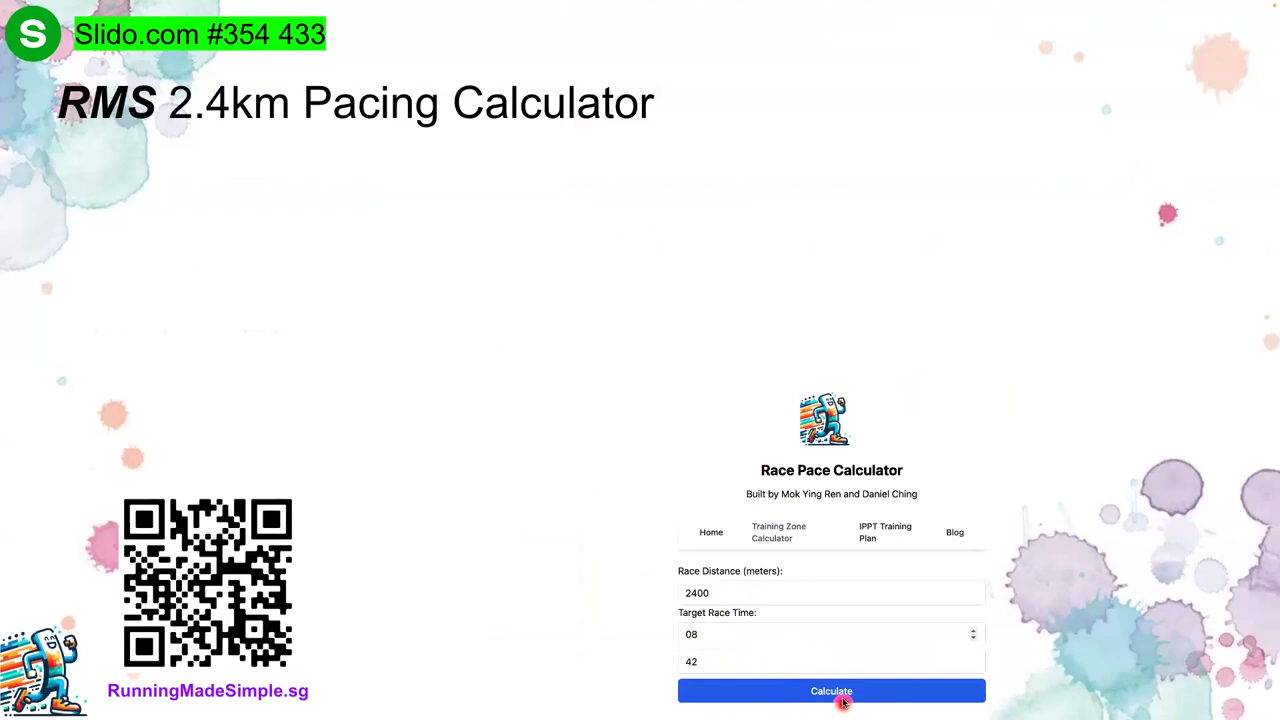 S
Slido.com #354 433
RMS 2.4km Pacing Calculator
Race Pace Calculator
Built by Mok Ying Ren and Daniel Ching
Home
Training Zone
Calculator
IPPT Training
Plan
Blog
Race Distance (meters):
2400
Target Race Time:
08
42
Calculate
RunningMadeSimple.sg